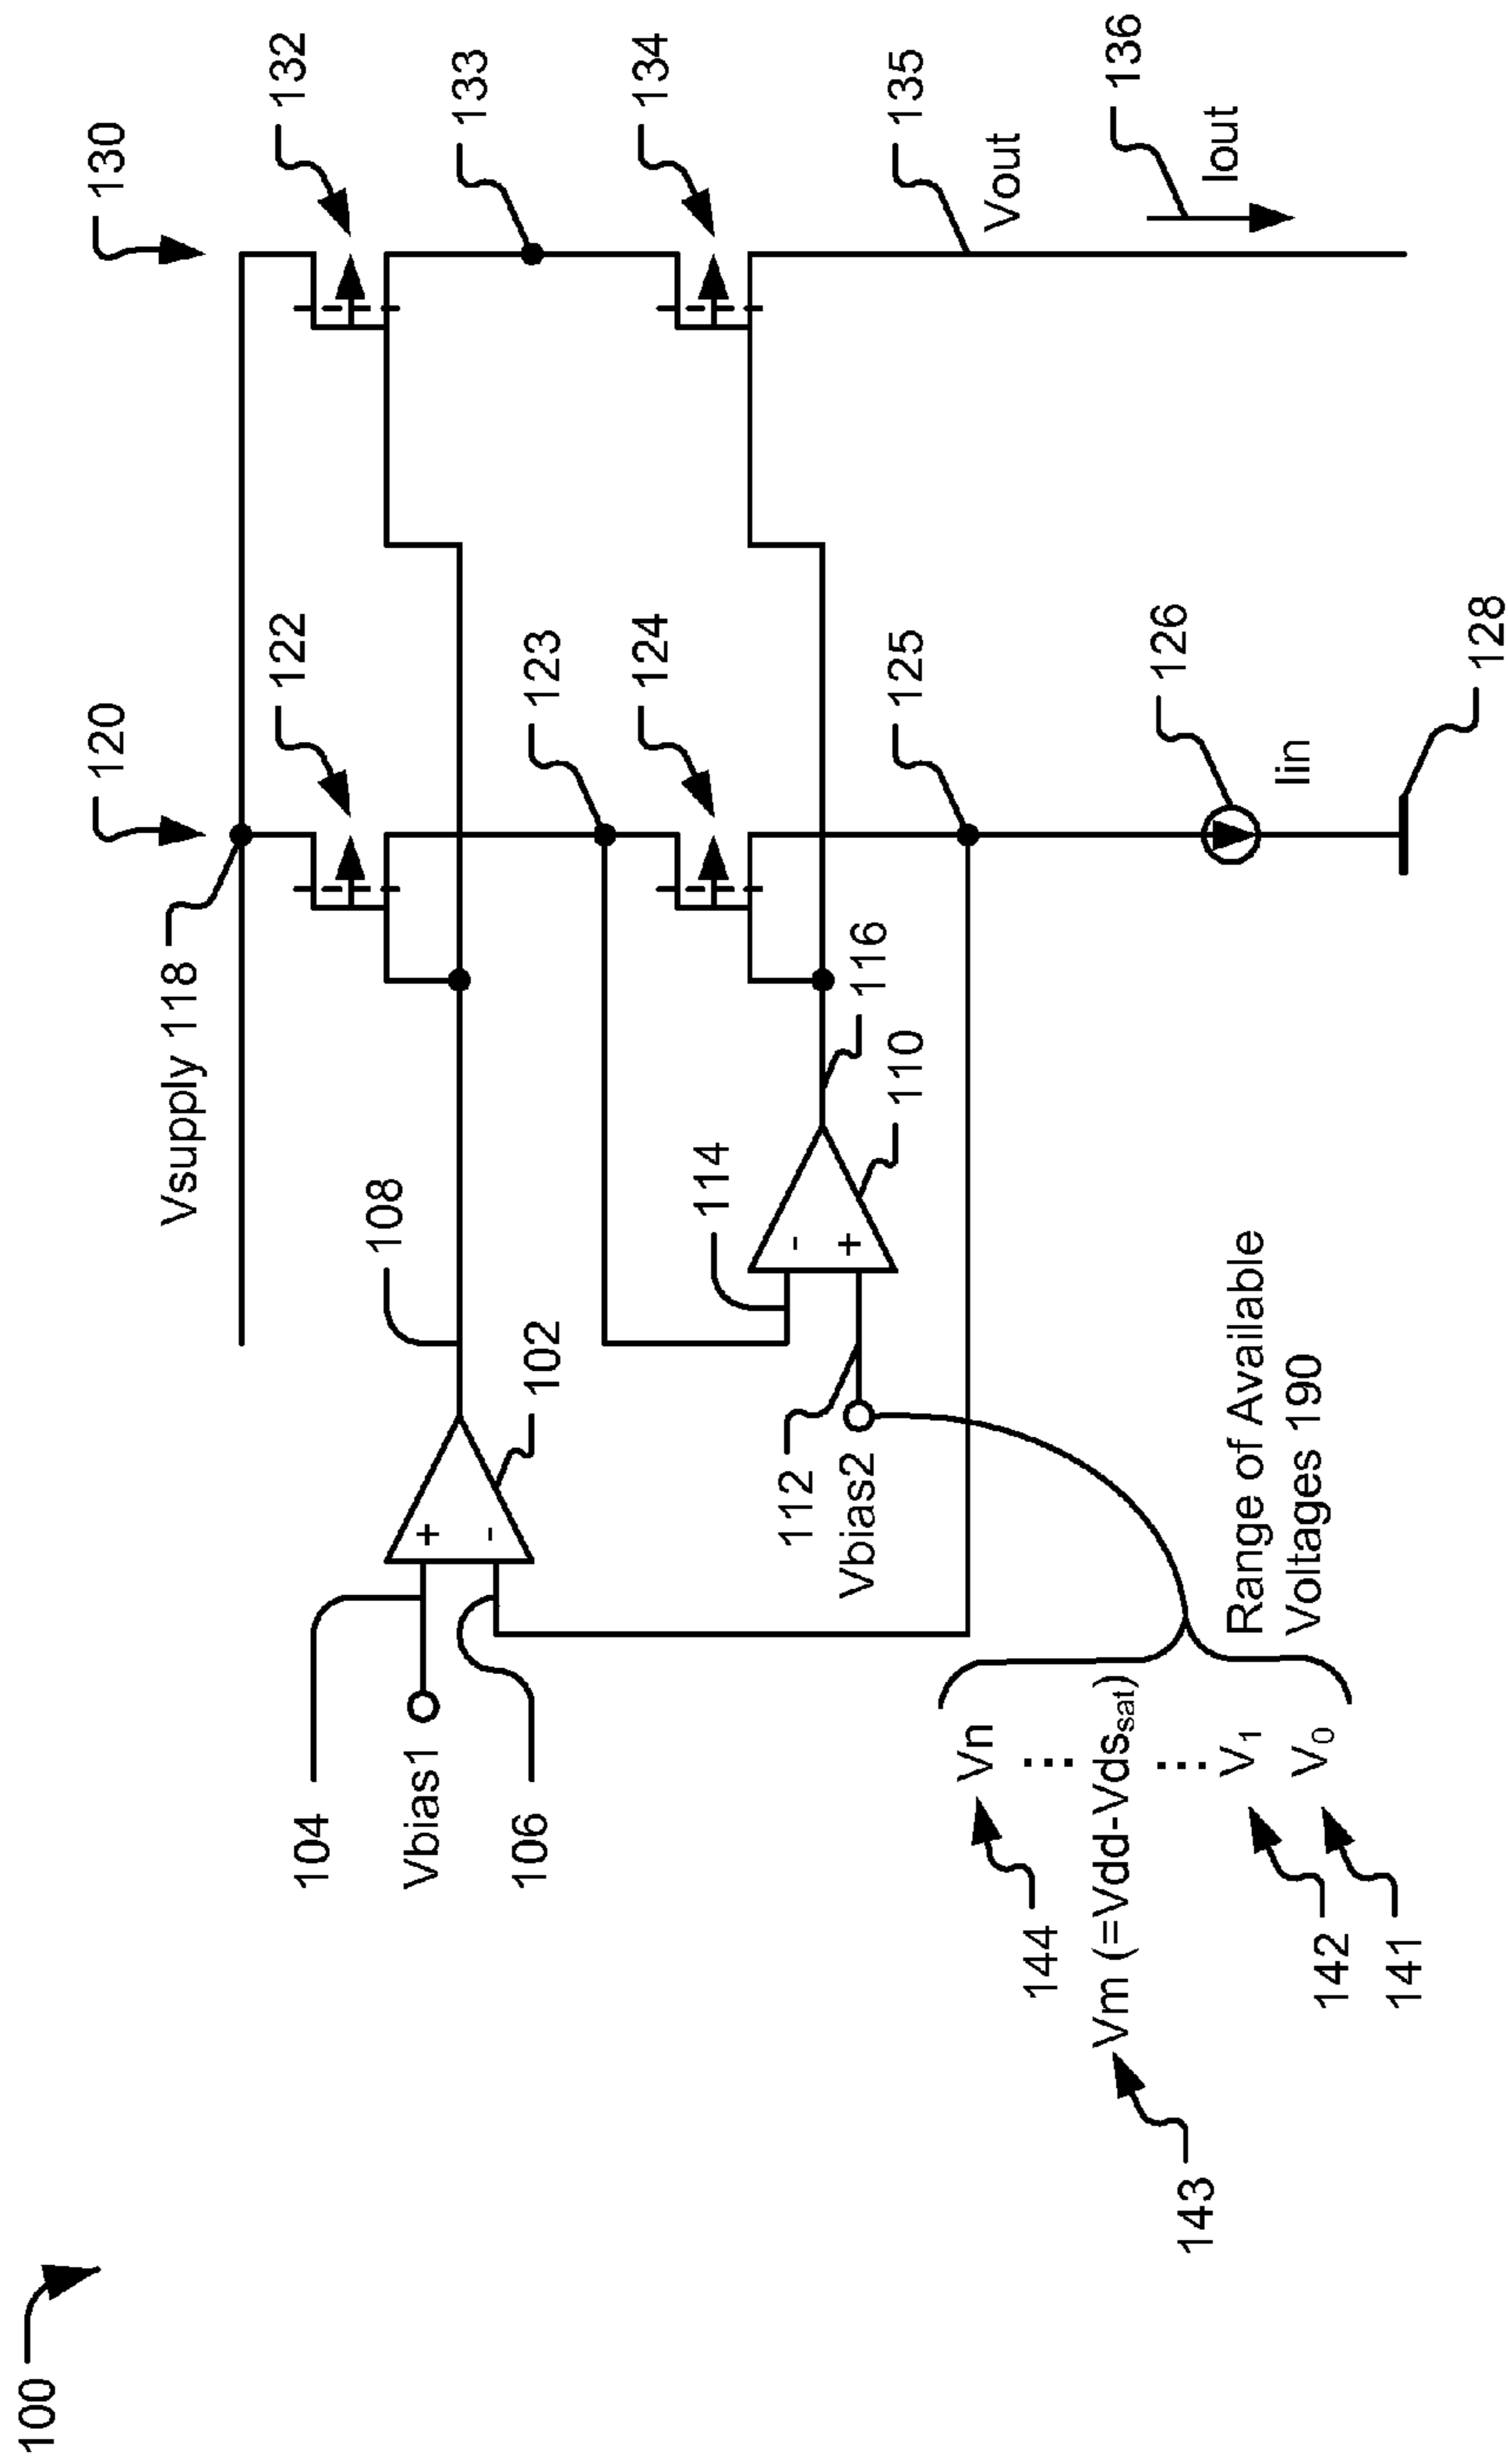 100
120
130
Vsupply 118
122
132
108
104
Vbias1
+
-
106
102
123
133
114
124
134
-
+
112
Vbias2
110
116
125
135
Vout
144
Vn
⋮
143
Vm (=Vdd-Vdssat)
⋮
142
V1
141
V0
Range of Available
Voltages 190
126
Iin
136
Iout
128